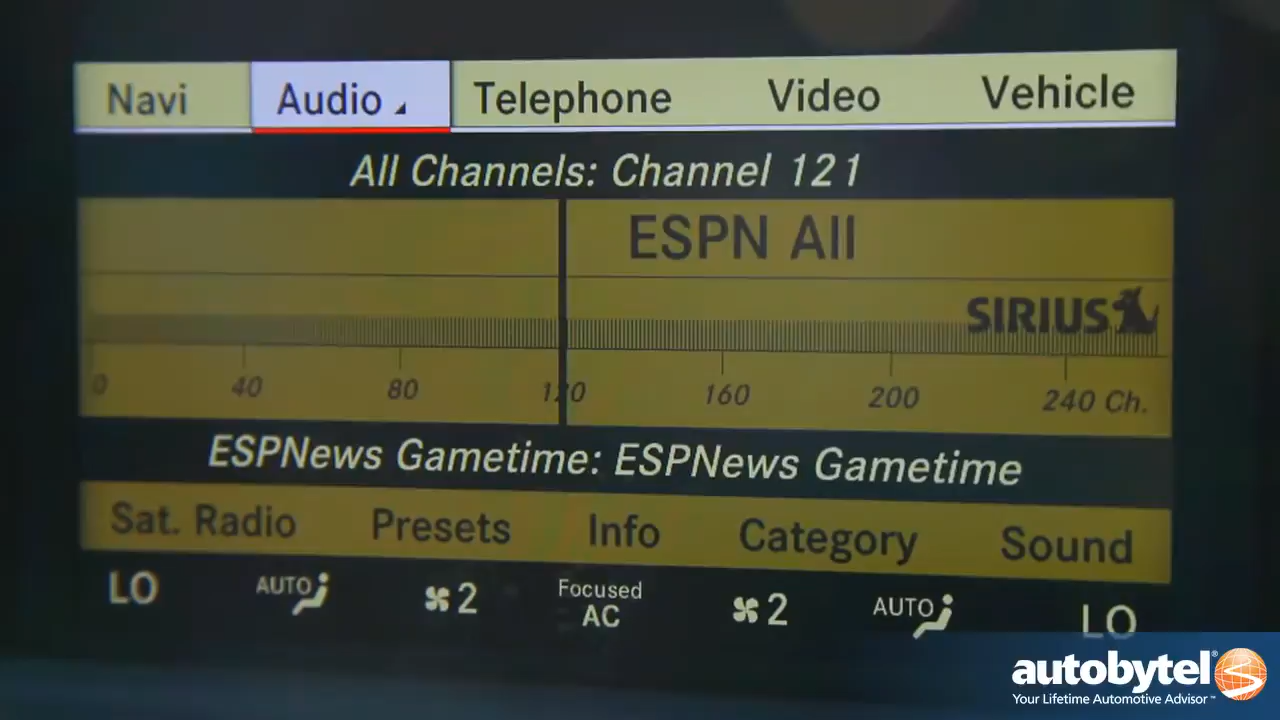 Navi Audio Telephone Video Vehicle
All Channels: Channel 121
ESPN All
SIRIUS
0 40 80 120 160 200 240 Ch.
ESPNews Gametime: ESPNews Gametime
Sat. Radio Presets Info Category Sound
LO AUTO 2 Focused AC 2 AUTO LO
autobytel®
Your Lifetime Automotive Advisor™